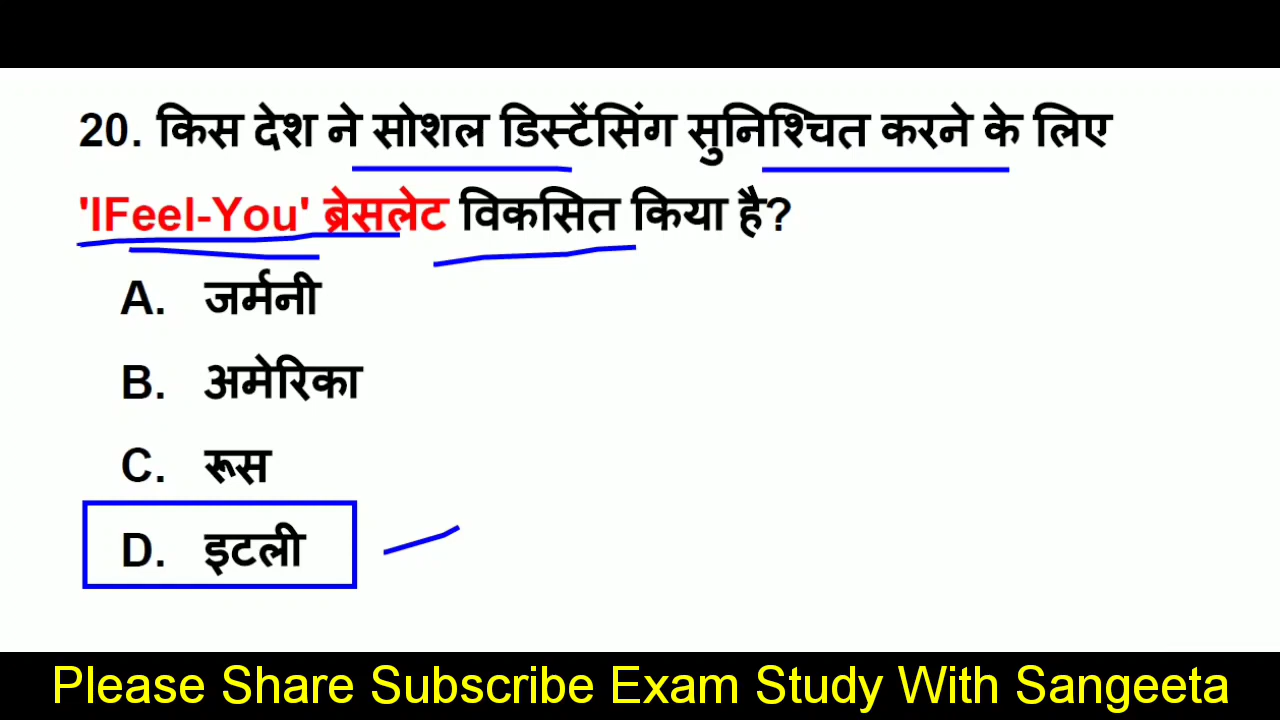 20. किस देश ने सोशल डिस्टेंसिंग सुनिश्चित करने के लिए
'IFeel-You' ब्रेसलेट विकसित किया है?
A. जर्मनी
B. अमेरिका
C. रूस
D. इटली
Please Share Subscribe Exam Study With Sangeeta